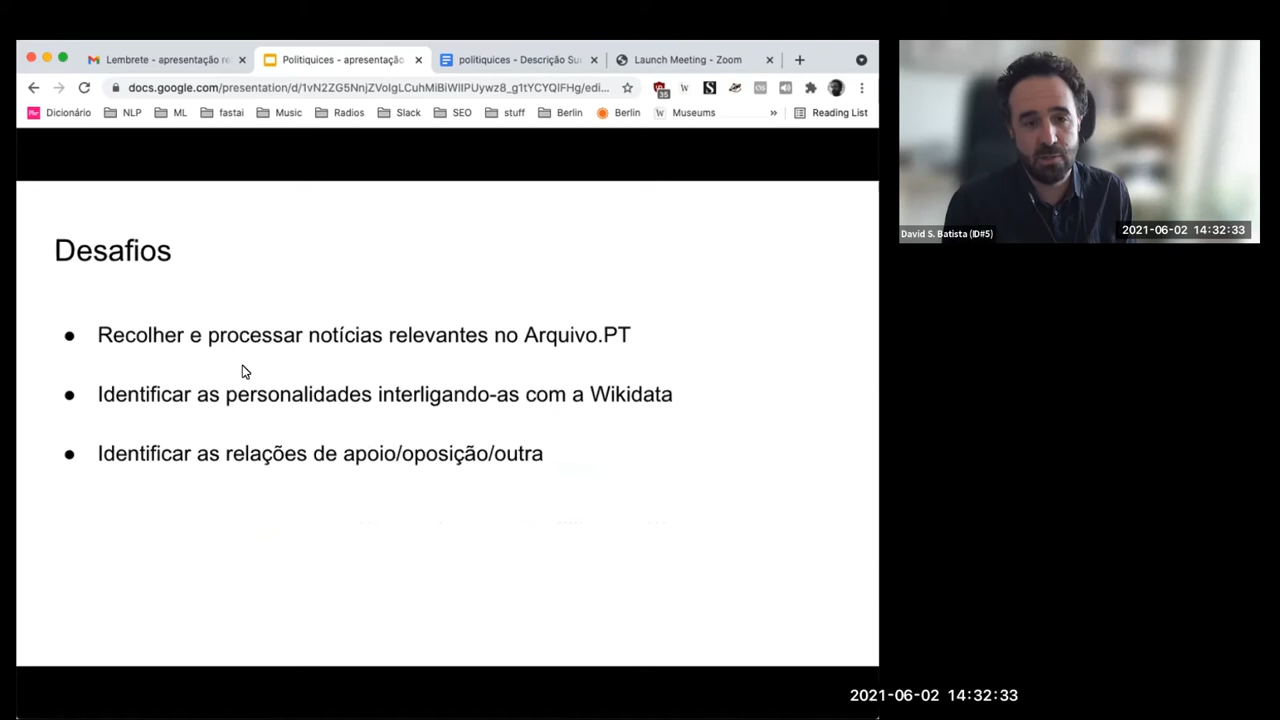 Lembrete - apresentação re
Politiquices - apresentação
politiquices - Descrição Su
Launch Meeting - Zoom
docs.google.com/presentation/d/1vN2ZG5NnjZVolgLCuhMiBiWlIPUywz8_g1tYCYQIFHg/edi...
35
Dicionário
NLP
ML
fastai
Music
Radios
Slack
SEO
stuff
Berlin
Berlin
Museums
Reading List
Desafios
● Recolher e processar notícias relevantes no Arquivo.PT
● Identificar as personalidades interligando-as com a Wikidata
● Identificar as relações de apoio/oposição/outra
David S. Batista (ID#5)
2021-06-02 14:32:33
2021-06-02 14:32:33